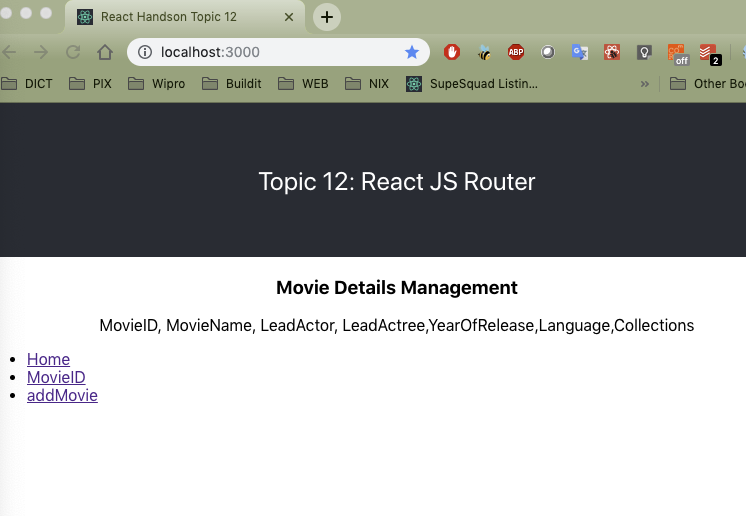 React Handson Topic 12
localhost:3000
ABP
off
2
DICT PIX Wipro Buildit WEB NIX SupeSquad Listin... » Other Bo
Topic 12: React JS Router
Movie Details Management
MovieID, MovieName, LeadActor, LeadActree,YearOfRelease,Language,Collections
Home
MovieID
addMovie